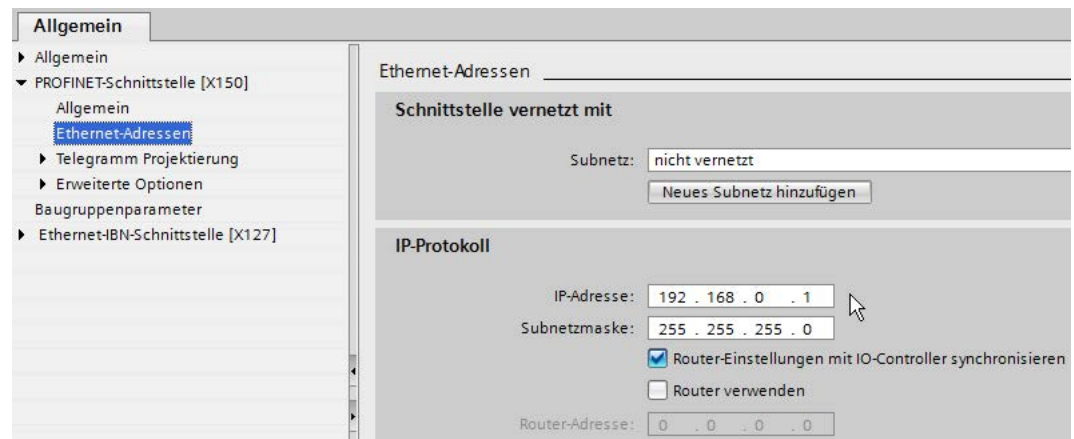 Allgemein
Allgemein
PROFINET-Schnittstelle [X150]
Allgemein
Ethernet-Adressen
Telegramm Projektierung
Erweiterte Optionen
Baugruppenparameter
Ethernet-IBN-Schnittstelle [X127]
Ethernet-Adressen
Schnittstelle vernetzt mit
Subnetz: nicht vernetzt
Neues Subnetz hinzufügen
IP-Protokoll
IP-Adresse: 192 . 168 . 0 . 1
Subnetzmaske: 255 . 255 . 255 . 0
Router-Einstellungen mit IO-Controller synchronisieren
Router verwenden
Router-Adresse: 0 . 0 . 0 . 0